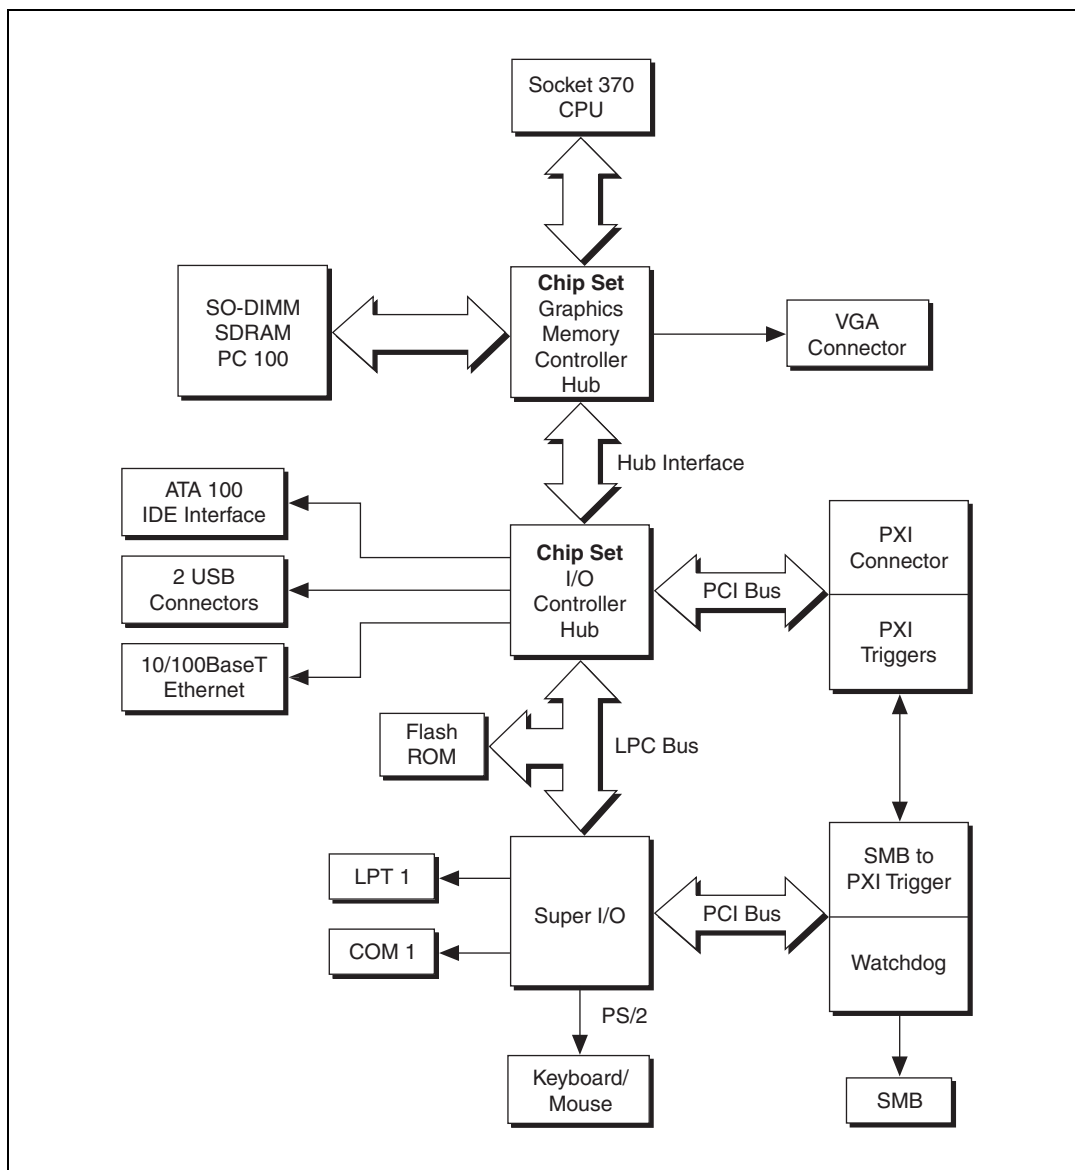 Socket 370
CPU
SO-DIMM
SDRAM
PC 100
Chip Set
Graphics
Memory
Controller
Hub
VGA
Connector
Hub Interface
ATA 100
IDE Interface
2 USB
Connectors
10/100BaseT
Ethernet
Chip Set
I/O
Controller
Hub
PCI Bus
PXI
Connector
PXI
Triggers
Flash
ROM
LPC Bus
LPT 1
COM 1
Super I/O
PCI Bus
SMB to
PXI Trigger
Watchdog
PS/2
Keyboard/
Mouse
SMB